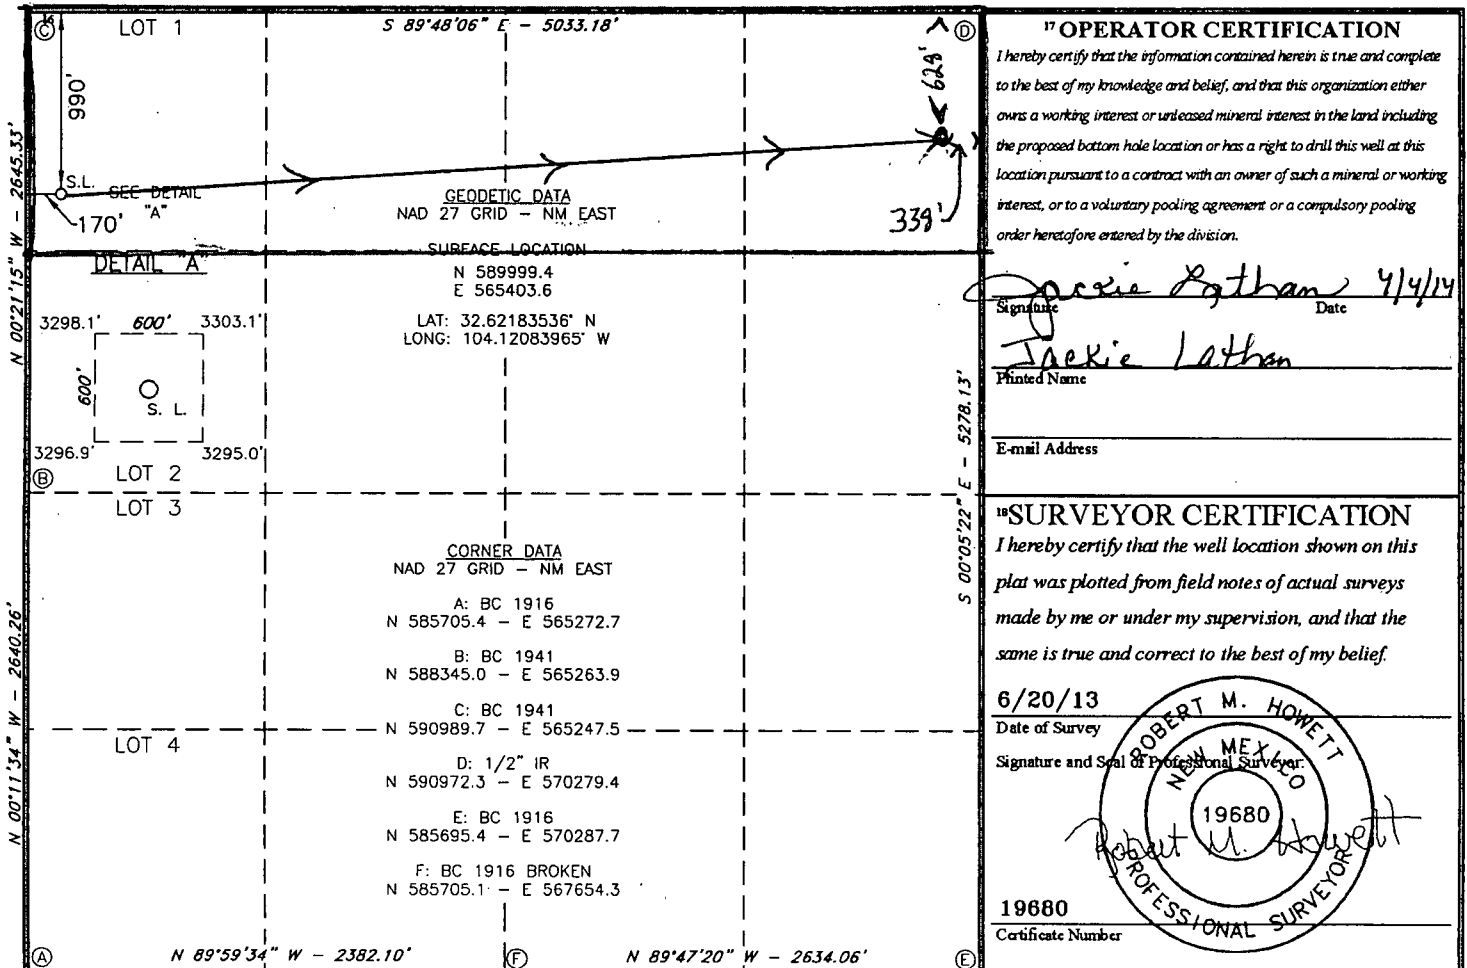 C
LOT 1
S 89°48'06" E - 5033.18'
D
990'
628'
N 00°21'15" W - 2645.33'
S.L.
SEE DETAIL
"A"
170'
338'
GEODETIC DATA
NAD 27 GRID - NM EAST
SURFACE LOCATION
N 589999.4
E 565403.6
LAT: 32.62183536° N
LONG: 104.12083965° W
DETAIL "A"
3298.1' 600' 3303.1'
600'
S. L.
3296.9' 3295.0'
B
LOT 2
LOT 3
S 00°05'22" E - 5278.13'
CORNER DATA
NAD 27 GRID - NM EAST
A: BC 1916
N 585705.4 - E 565272.7
B: BC 1941
N 588345.0 - E 565263.9
C: BC 1941
N 590989.7 - E 565247.5
LOT 4
D: 1/2" IR
N 590972.3 - E 570279.4
E: BC 1916
N 585695.4 - E 570287.7
F: BC 1916 BROKEN
N 585705.1 - E 567654.3
N 00°11'34" W - 2640.26'
A
N 89°59'34" W - 2382.10'
F
N 89°47'20" W - 2634.06'
E
17 OPERATOR CERTIFICATION
I hereby certify that the information contained herein is true and complete
to the best of my knowledge and belief, and that this organization either
owns a working interest or unleased mineral interest in the land including
the proposed bottom hole location or has a right to drill this well at this
location pursuant to a contract with an owner of such a mineral or working
interest, or to a voluntary pooling agreement or a compulsory pooling
order heretofore entered by the division.
Jackie Lathan 4/4/14
Signature Date
Jackie Lathan
Printed Name
E-mail Address
18 SURVEYOR CERTIFICATION
I hereby certify that the well location shown on this
plat was plotted from field notes of actual surveys
made by me or under my supervision, and that the
same is true and correct to the best of my belief.
6/20/13
Date of Survey
Signature and Seal of Professional Surveyor:
ROBERT M. HOWETT
NEW MEXICO
19680
PROFESSIONAL SURVEYOR
Robert M. Howett
19680
Certificate Number